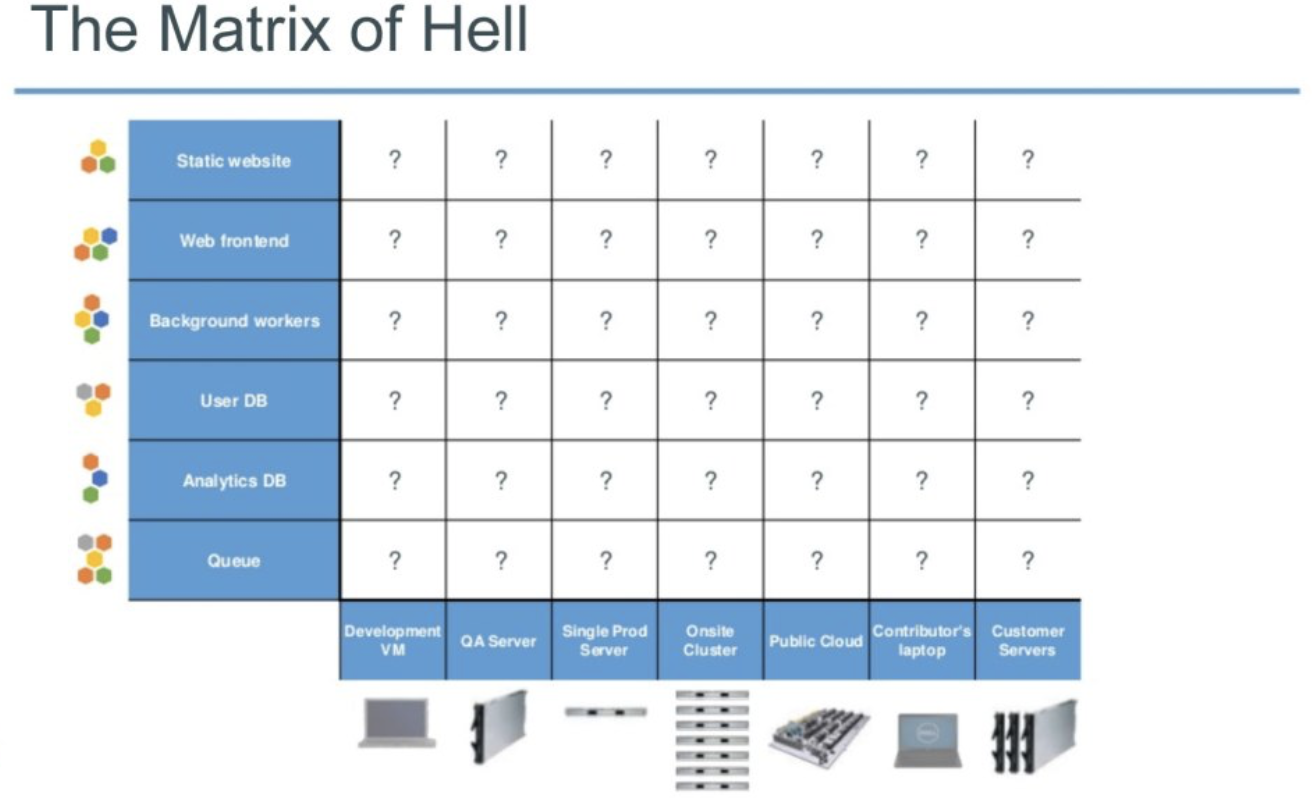 The Matrix of Hell
Static website ? ? ? ? ? ? ?
Web frontend ? ? ? ? ? ? ?
Background workers ? ? ? ? ? ? ?
User DB ? ? ? ? ? ? ?
Analytics DB ? ? ? ? ? ? ?
Queue ? ? ? ? ? ? ?
Development
VM
QA Server
Single Prod
Server
Onsite
Cluster
Public Cloud
Contributor's
laptop
Customer
Servers